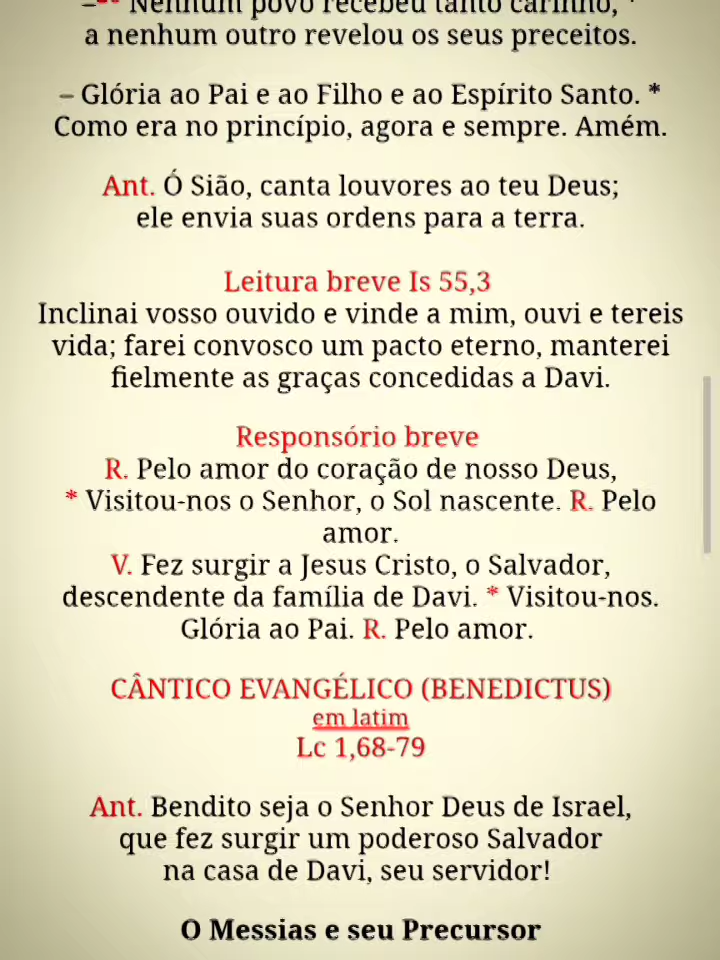 Nenhum povo recebeu tanto carinho, *
a nenhum outro revelou os seus preceitos.
– Glória ao Pai e ao Filho e ao Espírito Santo. *
Como era no princípio, agora e sempre. Amém.
Ant. Ó Sião, canta louvores ao teu Deus;
ele envia suas ordens para a terra.
Leitura breve Is 55,3
Inclinai vosso ouvido e vinde a mim, ouvi e tereis
vida; farei convosco um pacto eterno, manterei
fielmente as graças concedidas a Davi.
Responsório breve
R. Pelo amor do coração de nosso Deus,
* Visitou-nos o Senhor, o Sol nascente. R. Pelo
amor.
V. Fez surgir a Jesus Cristo, o Salvador,
descendente da família de Davi. * Visitou-nos.
Glória ao Pai. R. Pelo amor.
CÂNTICO EVANGÉLICO (BENEDICTUS)
em latim
Lc 1,68-79
Ant. Bendito seja o Senhor Deus de Israel,
que fez surgir um poderoso Salvador
na casa de Davi, seu servidor!
O Messias e seu Precursor